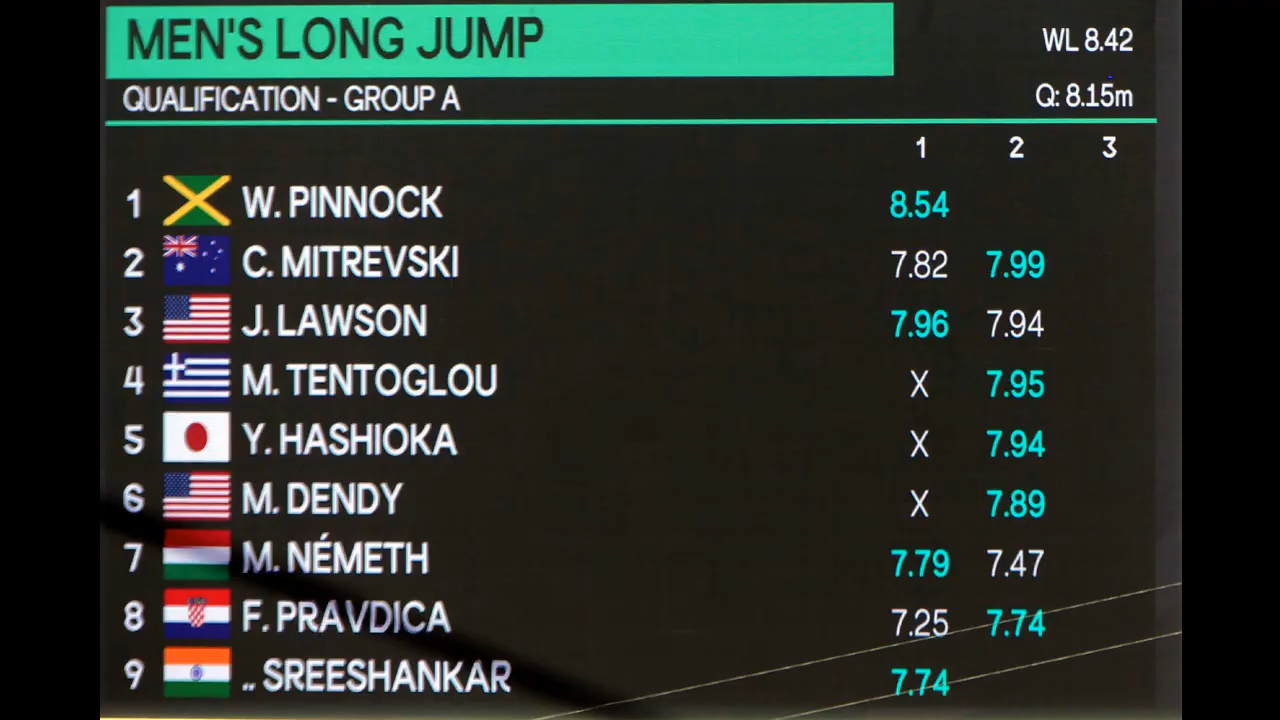 MEN'S LONG JUMP WL 8.42
QUALIFICATION - GROUP A Q: 8.15m
1 2 3
1 W. PINNOCK 8.54
2 C. MITREVSKI 7.82 7.99
3 J. LAWSON 7.96 7.94
4 M. TENTOGLOU X 7.95
5 Y. HASHIOKA X 7.94
6 M. DENDY X 7.89
7 M. NÉMETH 7.79 7.47
8 F. PRAVDICA 7.25 7.74
9 .. SREESHANKAR 7.74